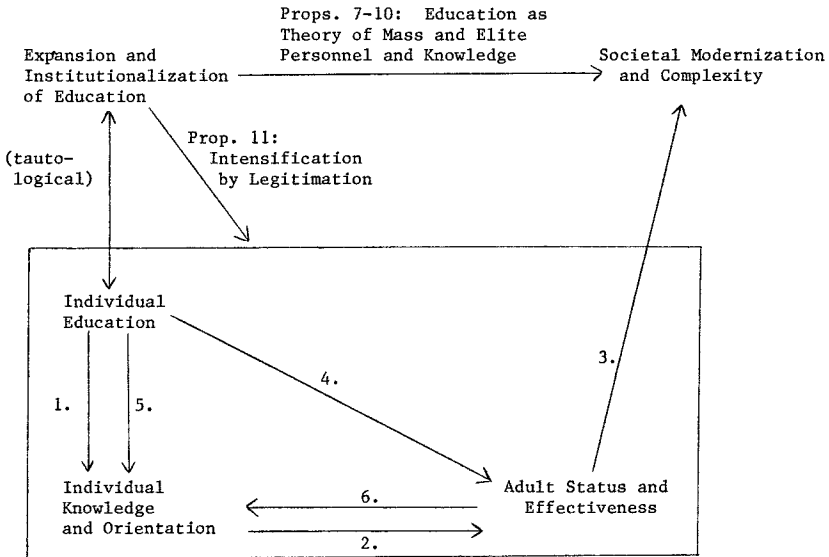 Props. 7-10: Education as
Theory of Mass and Elite
Personnel and Knowledge
Expansion and
Institutionalization
of Education
Societal Modernization
and Complexity
Prop. 11:
Intensification
by Legitimation
(tauto-
logical)
Individual
Education
3.
4.
1.
5.
Individual
Knowledge
and Orientation
6.
2.
Adult Status and
Effectiveness